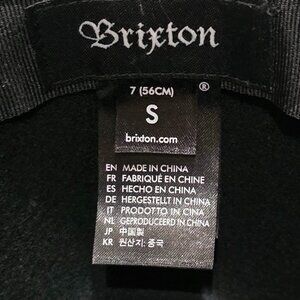 Brixton
7 (56CM) ®
S
brixton.com
EN MADE IN CHINA
FR FABRIQUÉ EN CHINE
ES HECHO EN CHINA
DE HERGESTELLT IN CHINA
IT PRODOTTO IN CINA
NL GEPRODUCEERD IN CHINA
JP 中国製
KR 원산지: 중국